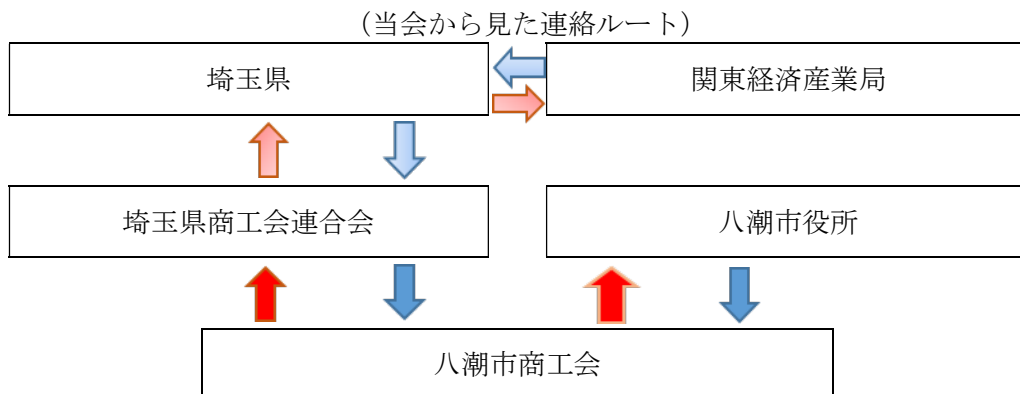 (当会から見た連絡ルート)
埼玉県
関東経済産業局
埼玉県商工会連合会
八潮市役所
八潮市商工会